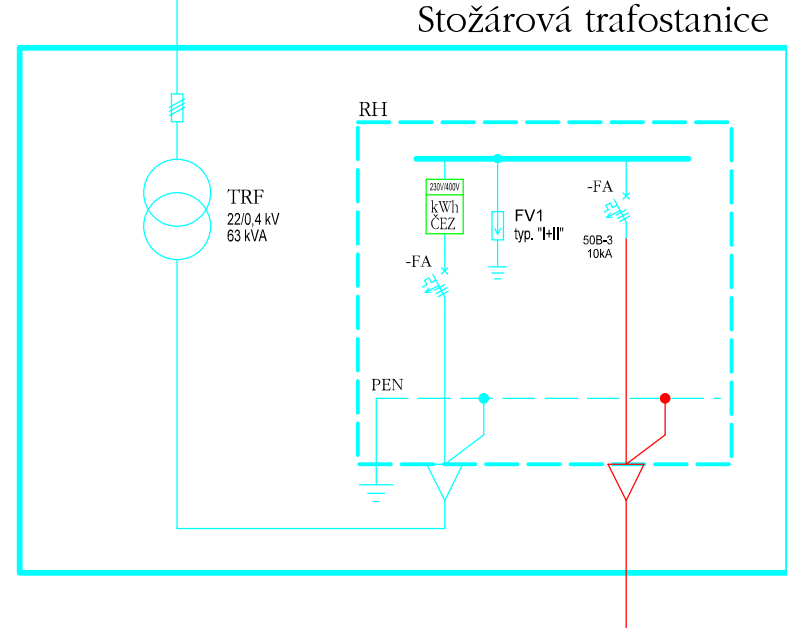 Stožárová trafostanice
RH
TRF
22/0,4 kV
63 kVA
230V/400V
kWh
ČEZ
-FA
FV1
typ. "I+II"
-FA
50B-3
10kA
PEN